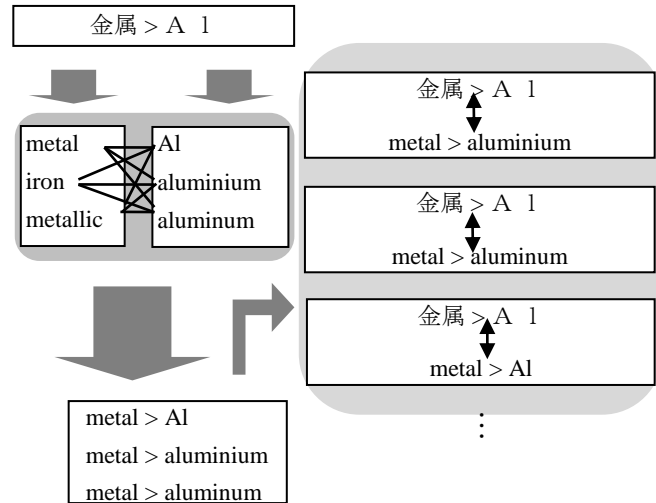 金属 > Ａ ｌ
metal
iron
metallic
Al
aluminium
aluminum
metal > Al
metal > aluminium
metal > aluminum
金属 > Ａ ｌ
metal > aluminium
金属 > Ａ ｌ
metal > aluminum
金属 > Ａ ｌ
metal > Al
⋮